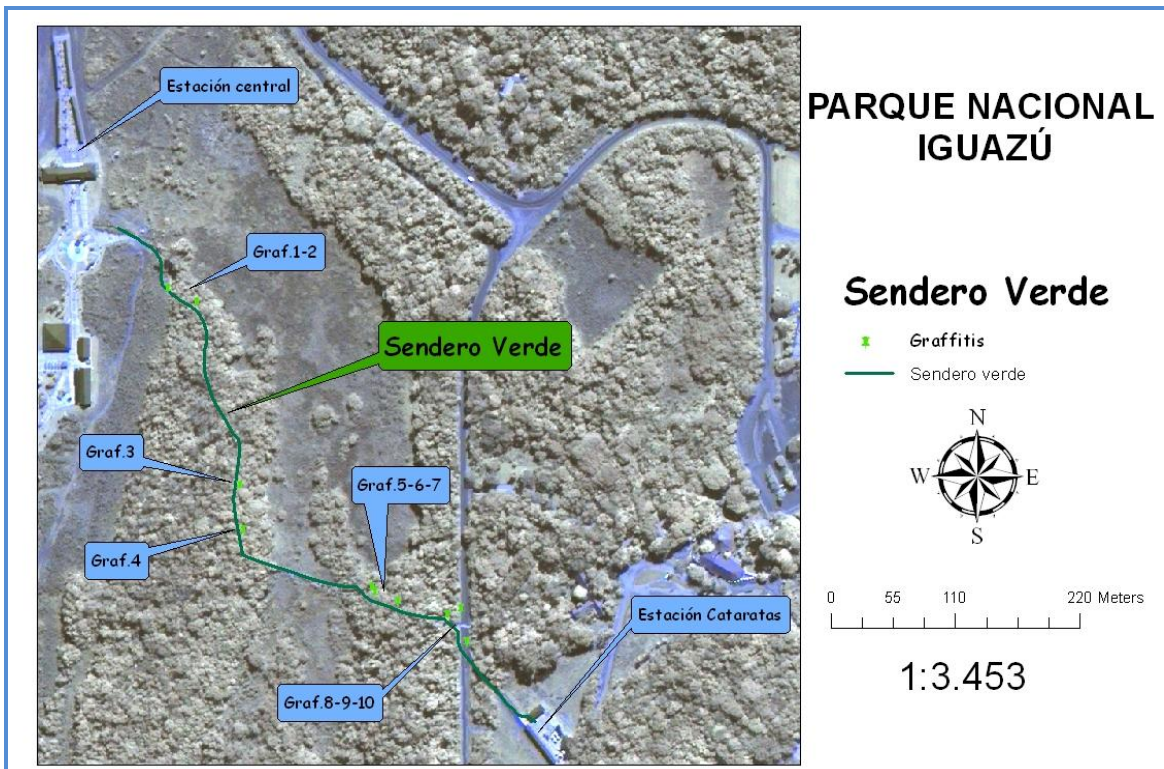 Estación central
Graf.1-2
Sendero Verde
Graf.3
Graf.5-6-7
Graf.4
Estación Cataratas
Graf.8-9-10
PARQUE NACIONAL
IGUAZÚ
Sendero Verde
Graffitis
Sendero verde
N
W E
S
0 55 110 220 Meters
1:3.453